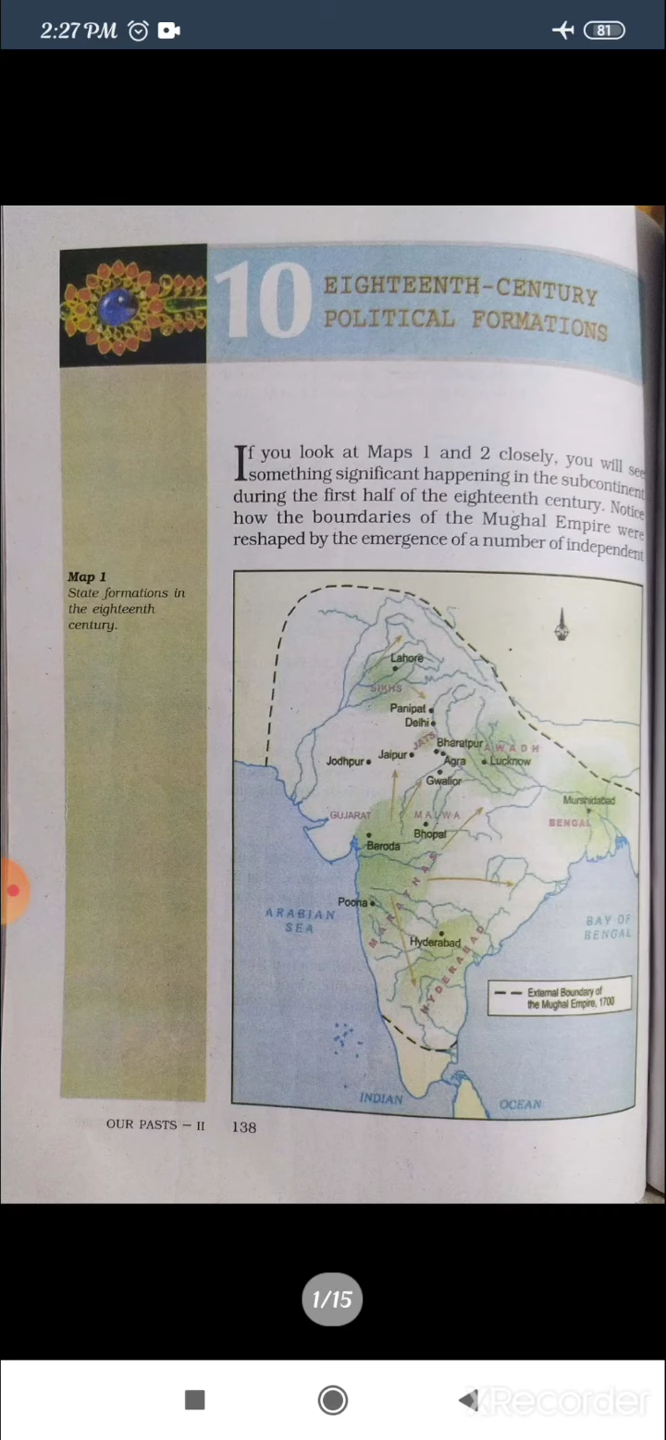 2:27 PM
81
10
EIGHTEENTH-CENTURY
POLITICAL FORMATIONS
If you look at Maps 1 and 2 closely, you will see
something significant happening in the subcontinent
during the first half of the eighteenth century. Notice
how the boundaries of the Mughal Empire were
reshaped by the emergence of a number of independent
Map 1
State formations in
the eighteenth
century.
Lahore
SIKHS
Panipat
Delhi
JATS
Bharatpur
AWADH
Jodhpur
Jaipur
Agra
Lucknow
Gwalior
Murshidabad
GUJARAT
MALWA
BENGAL
Bhopal
Baroda
MARATHAS
Poona
ARABIAN
SEA
BAY OF
BENGAL
Hyderabad
HYDERABAD
External Boundary of
the Mughal Empire, 1700
INDIAN
OCEAN
OUR PASTS – II
138
1/15
XRecorder